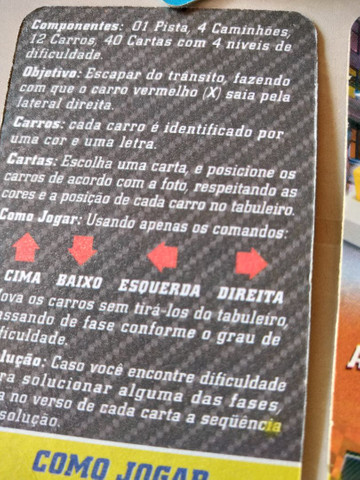 Componentes: 01 Pista, 4 Caminhões,
12 Carros, 40 Cartas com 4 níveis de
dificuldade.
Objetivo: Escapar do trânsito, fazendo
com que o carro vermelho (X) saia pela
lateral direita.
Carros: cada carro é identificado por
uma cor e uma letra.
Cartas: Escolha uma carta, e posicione os
carros de acordo com a foto, respeitando as
cores e a posição de cada carro no tabuleiro.
Como Jogar: Usando apenas os comandos:
CIMA BAIXO ESQUERDA DIREITA
ova os carros sem tirá-los do tabuleiro,
assando de fase conforme o grau de
ficuldade.
lução: Caso você encontre dificuldade
ra solucionar alguma das fases,
a no verso de cada carta a seqüência
solução.
COMO JOGAR
A